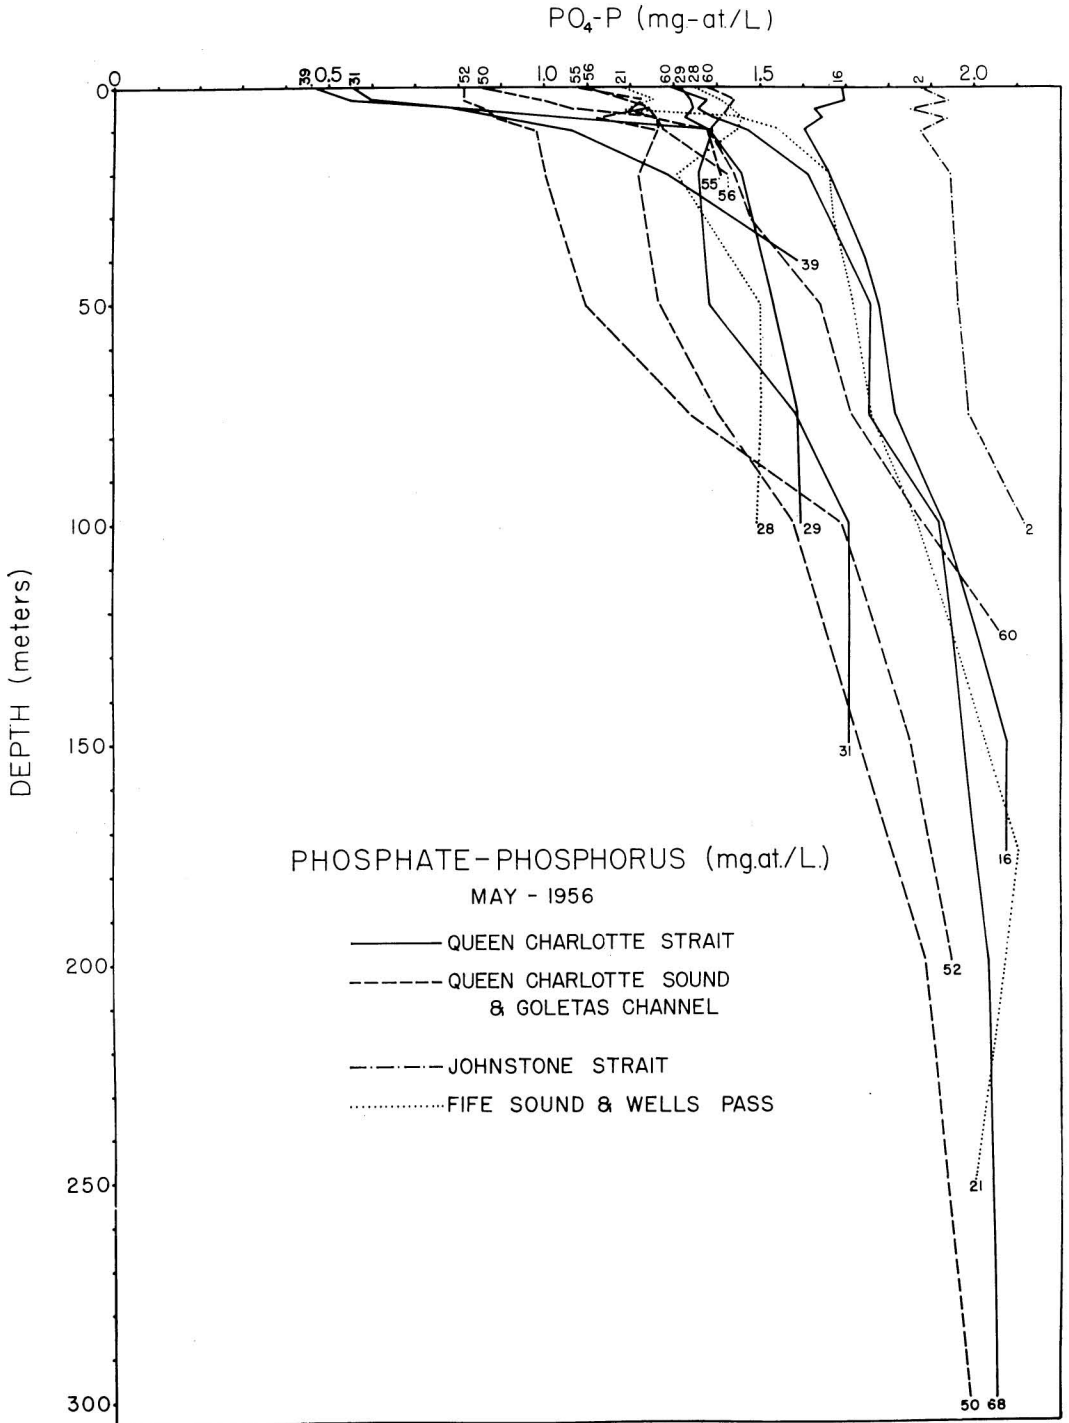 PO4-P (mg-at/L)
0 39 0.5 31 52 50 1.0 55 56 21 60 29 28 60 1.5 16 2 2.0
0
55
56
39
50
100
28 29 2
60
150
31
PHOSPHATE-PHOSPHORUS (mg.at./L.)
16
MAY - 1956
QUEEN CHARLOTTE STRAIT
200
52
QUEEN CHARLOTTE SOUND
& GOLETAS CHANNEL
JOHNSTONE STRAIT
FIFE SOUND & WELLS PASS
250
21
300
50 68
DEPTH (meters)